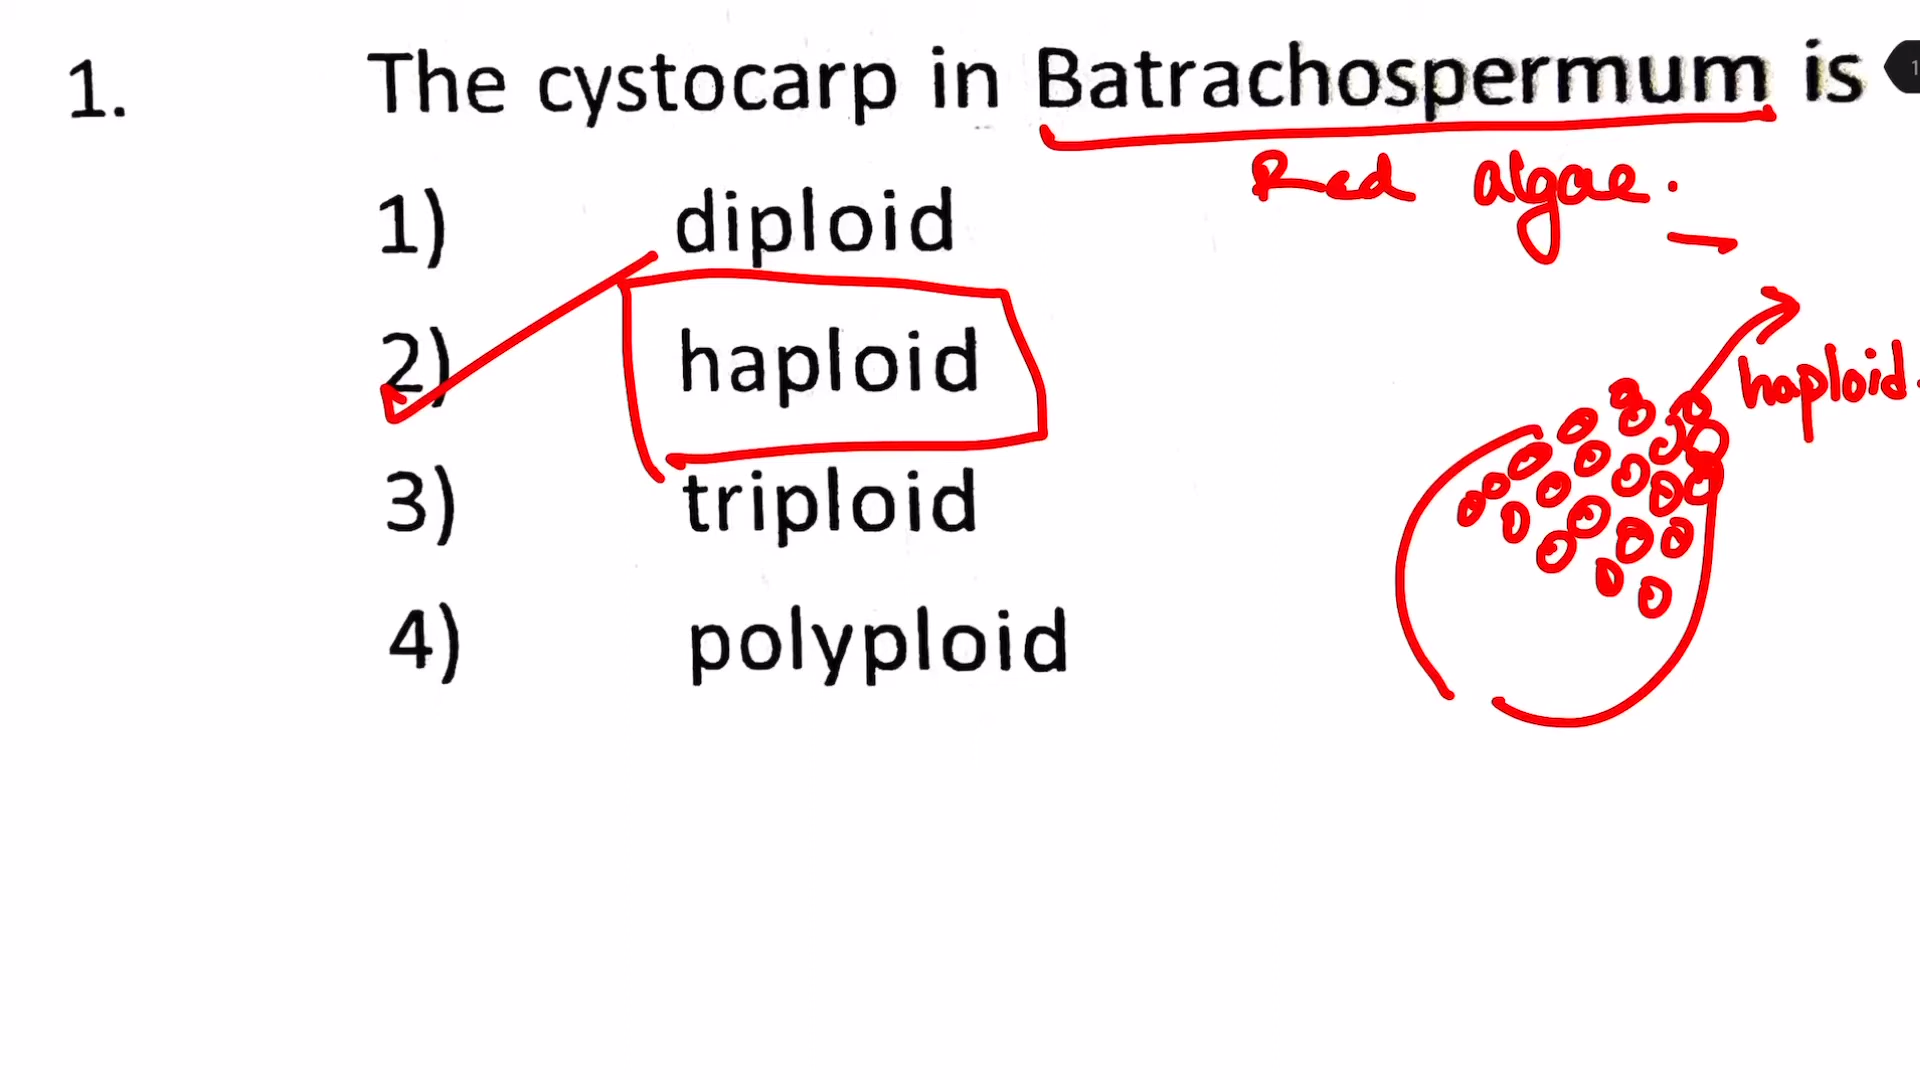 1. The cystocarp in Batrachospermum is
Red algae.
1) diploid
2) haploid
haploid.
3) triploid
4) polyploid